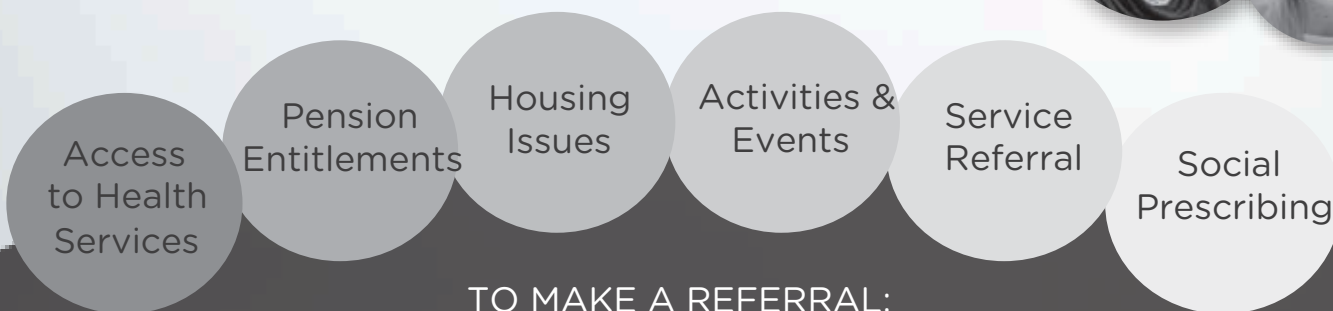 Access
to Health
Services
Pension
Entitlements
Housing
Issues
Activities &
Events
Service
Referral
Social
Prescribing
TO MAKE A REFERRAL: